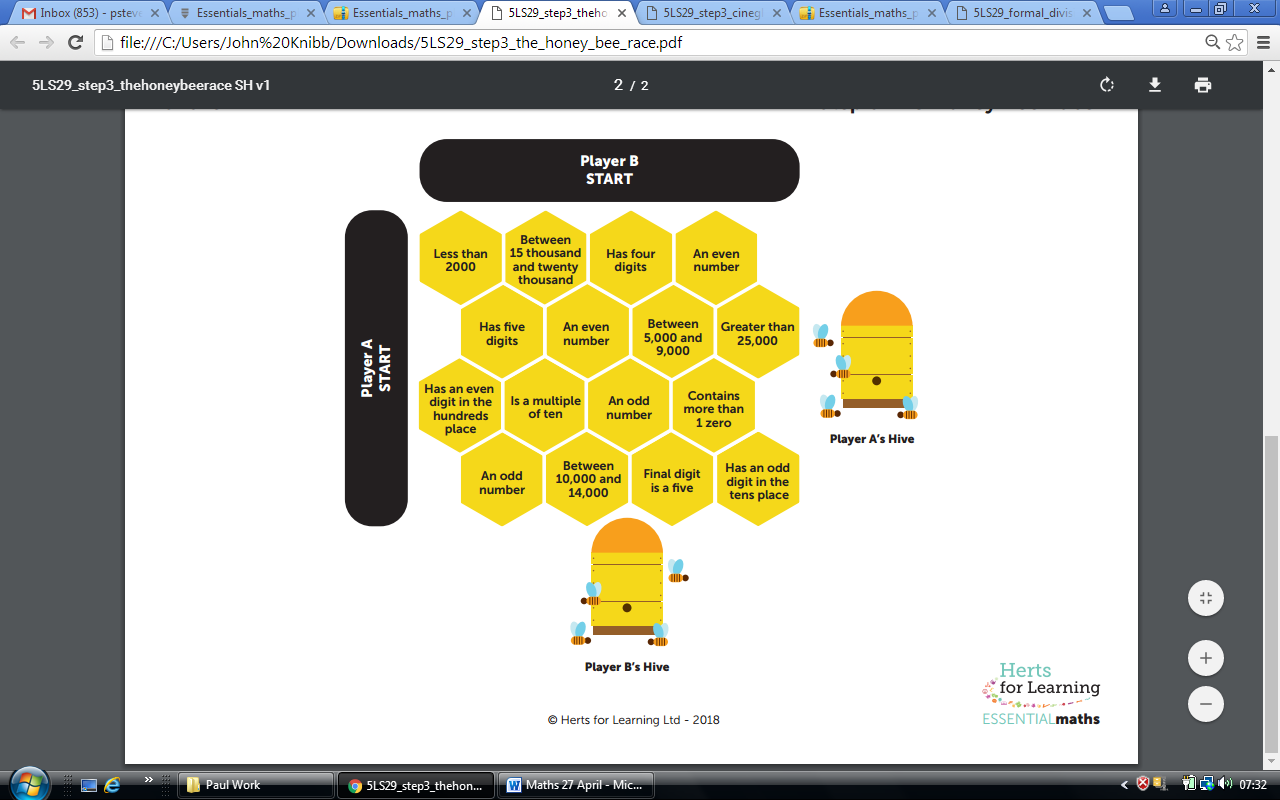 Inbox (853) - pstev
Essentials_maths_p
Essentials_maths_p
5LS29_step3_theho
5LS29_step3_cineg
Essentials_maths_p
5LS29_formal_divis
file:///C:/Users/John%20Knibb/Downloads/5LS29_step3_the_honey_bee_race.pdf
5LS29_step3_thehoneybeerace SH v1
2 / 2
Player B
START
Player A
START
Less than
2000
Between
15 thousand
and twenty
thousand
Has four
digits
An even
number
Has five
digits
An even
number
Between
5,000 and
9,000
Greater than
25,000
Has an even
digit in the
hundreds
place
Is a multiple
of ten
An odd
number
Contains
more than
1 zero
An odd
number
Between
10,000 and
14,000
Final digit
is a five
Has an odd
digit in the
tens place
Player A's Hive
Player B's Hive
© Herts for Learning Ltd - 2018
Herts
for Learning
ESSENTIALmaths
Paul Work
5LS29_step3_thehon...
Maths 27 April - Mic...
07:32